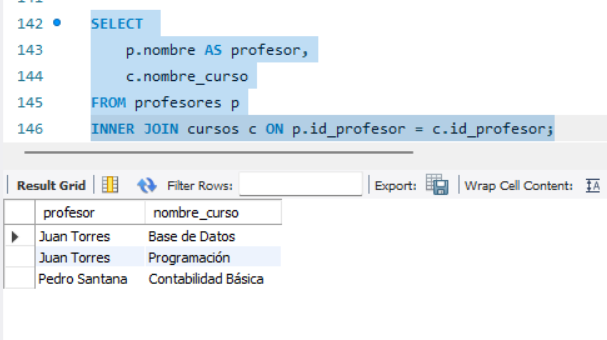 142 SELECT
143 p.nombre AS profesor,
144 c.nombre_curso
145 FROM profesores p
146 INNER JOIN cursos c ON p.id_profesor = c.id_profesor;
Result Grid Filter Rows: Export: Wrap Cell Content:
profesor nombre_curso
Juan Torres Base de Datos
Juan Torres Programación
Pedro Santana Contabilidad Básica